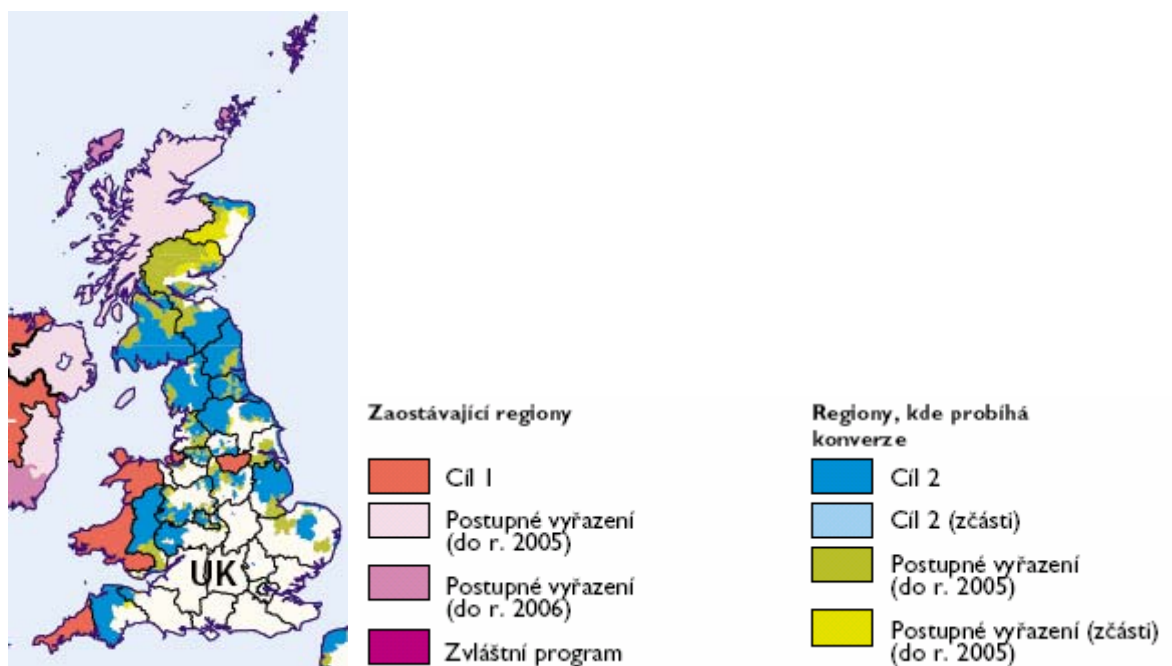 UK
Zaostávající regiony
Cíl 1
Postupné vyřazení
(do r. 2005)
Postupné vyřazení
(do r. 2006)
Zvláštní program
Regiony, kde probíhá
konverze
Cíl 2
Cíl 2 (zčásti)
Postupné vyřazení
(do r. 2005)
Postupné vyřazení (zčásti)
(do r. 2005)